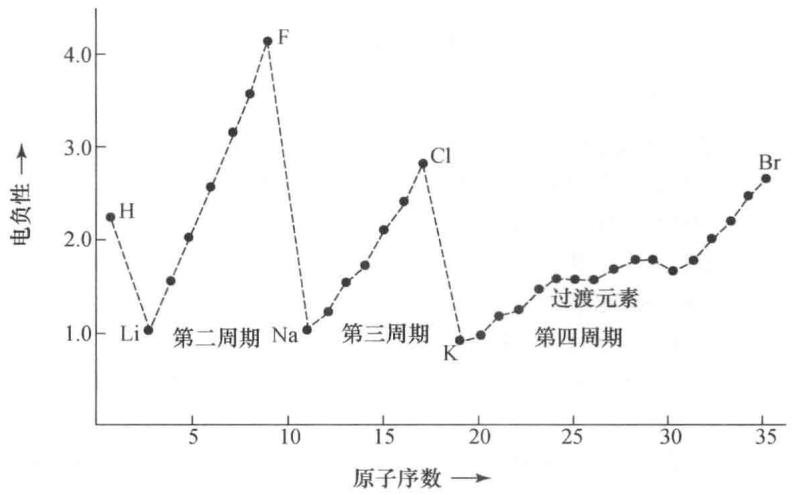 F
4.0
3.0
Cl
Br
电负性
H
2.0
过渡元素
1.0
Li
第二周期
Na
第三周期
K
第四周期
5
10
15
20
25
30
35
原子序数